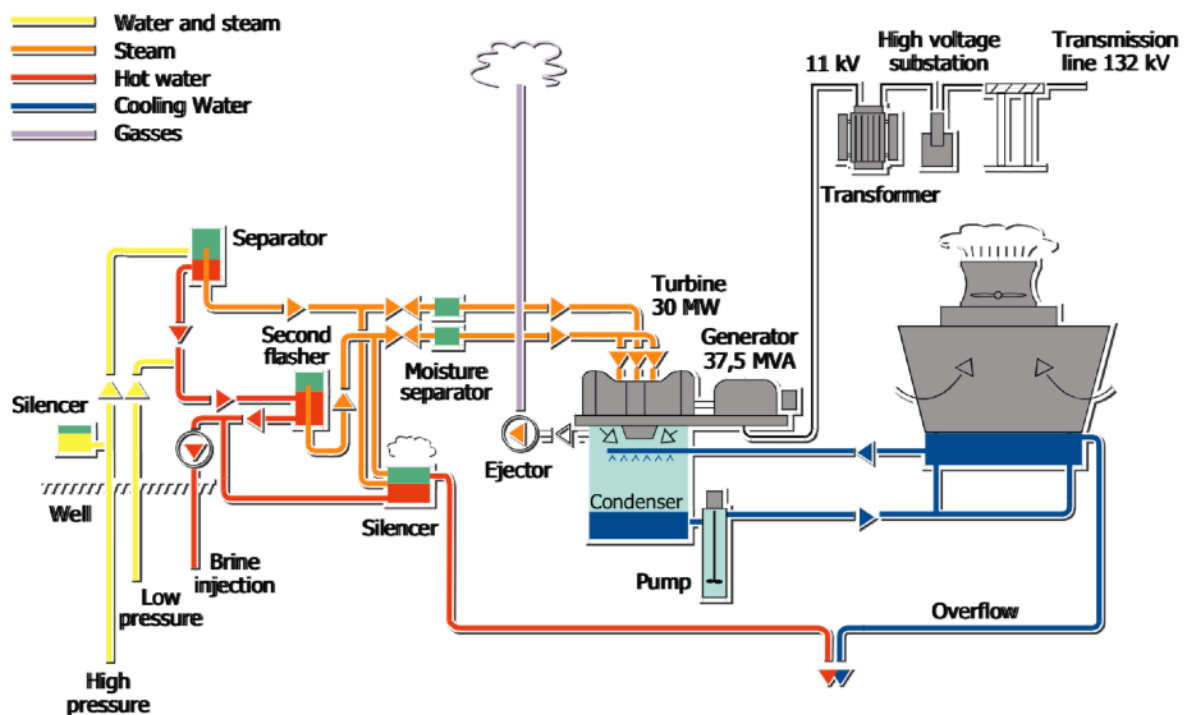 Water and steam
Steam
Hot water
Cooling Water
Gasses
11 kV
High voltage
substation
Transmission
line 132 kV
Transformer
Separator
Turbine
30 MW
Generator
37,5 MVA
Second
flasher
Moisture
separator
Silencer
Ejector
Condenser
Well
Silencer
Brine
injection
Pump
Low
pressure
Overflow
High
pressure